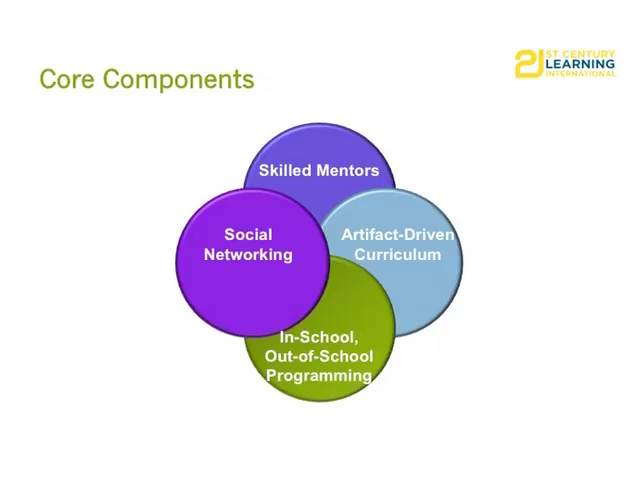 Core Components
21
ST CENTURY
LEARNING
INTERNATIONAL
Skilled Mentors
Social
Networking
Artifact-Driven
Curriculum
In-School,
Out-of-School
Programming